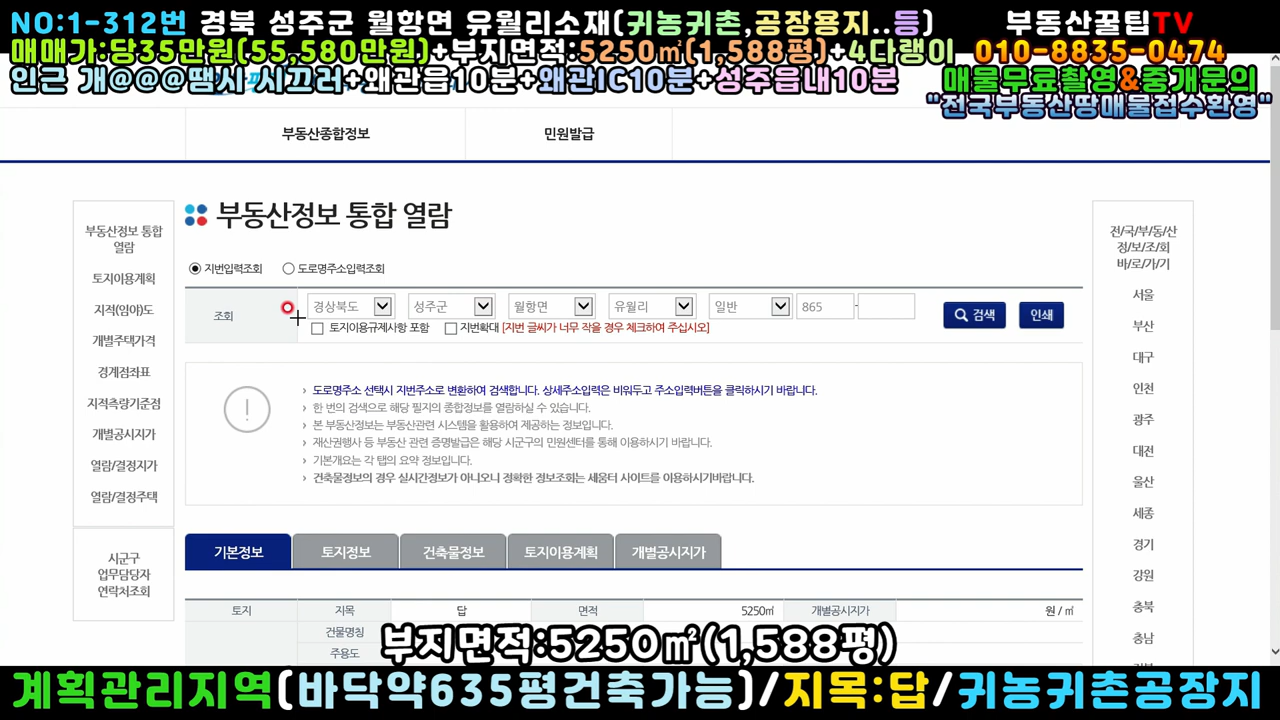 NO:1-312번 경북 성주군 월항면 유월리소재(귀농귀촌,공장용지..등) 부동산꿀팁TV
매매가:당35만원(55,580만원)+부지면적:5250㎡(1,588평)+4다랭이 010-8835-0474
인근 개@@@땜시 시끄러+왜관읍10분+왜관IC10분+성주읍내10분 매물무료촬영&중개문의
"전국부동산땅매물접수환영"
부동산종합정보 민원발급
부동산정보 통합 열람
지번입력조회 도로명주소입력조회
조회 경상북도 성주군 월항면 유월리 일반 865 - 검색 인쇄
토지이용규제사항 포함 지번확대 [지번 글씨가 너무 작을 경우 체크하여 주십시오]
› 도로명주소 선택시 지번주소로 변환하여 검색합니다. 상세주소입력은 비워두고 주소입력버튼을 클릭하시기 바랍니다.
› 한 번의 검색으로 해당 필지의 종합정보를 열람하실 수 있습니다.
› 본 부동산정보는 부동산관련 시스템을 활용하여 제공하는 정보입니다.
› 재산권행사 등 부동산 관련 증명발급은 해당 시군구의 민원센터를 통해 이용하시기 바랍니다.
› 기본개요는 각 탭의 요약 정보입니다.
› 건축물정보의 경우 실시간정보가 아니오니 정확한 정보조회는 세움터 사이트를 이용하시기바랍니다.
기본정보 토지정보 건축물정보 토지이용계획 개별공시지가
토지 지목 답 면적 5250㎡ 개별공시지가 원 / ㎡
건물명칭
주용도
부동산정보 통합
열람
토지이용계획
지적(임야)도
개별주택가격
경계점좌표
지적측량기준점
개별공시지가
열람/결정지가
열람/결정주택
시군구
업무담당자
연락처조회
전/국/부/동/산
정/보/조/회
바/로/가/기
서울
부산
대구
인천
광주
대전
울산
세종
경기
강원
충북
충남
부지면적:5250㎡(1,588평)
계획관리지역(바닥약635평건축가능)/지목:답/귀농귀촌공장지